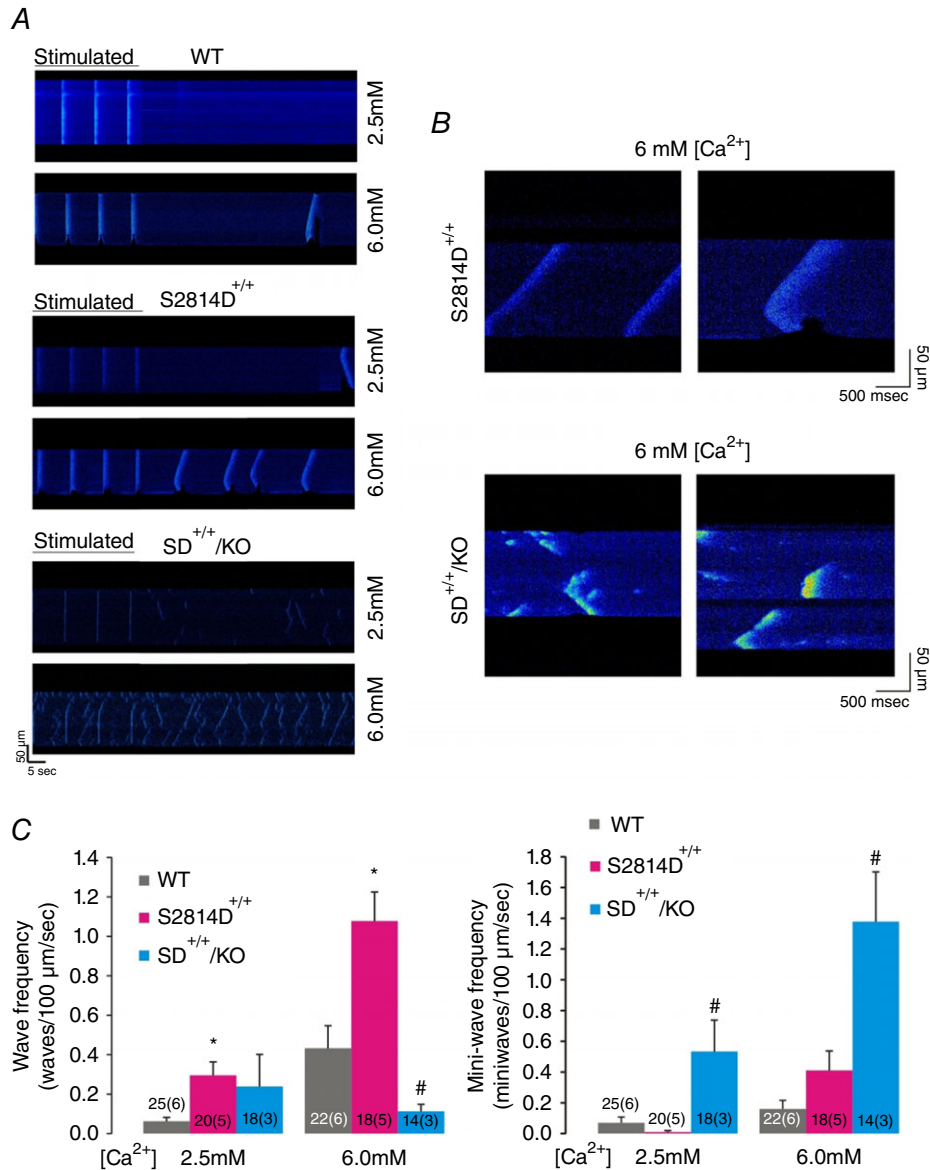 A
Stimulated WT
2.5mM
6.0mM
Stimulated S2814D+/+
2.5mM
6.0mM
Stimulated SD+/+/KO
2.5mM
6.0mM
50 µm
5 sec
B
6 mM [Ca2+]
S2814D+/+
50 µm
500 msec
6 mM [Ca2+]
SD+/+/KO
50 µm
500 msec
C
Wave frequency
(waves/100 µm/sec)
1.4
1.2
1.0
0.8
0.6
0.4
0.2
0.0
WT
S2814D+/+
SD+/+/KO
*
*
#
25(6)
20(5)
18(3)
22(6)
18(5)
14(3)
[Ca2+] 2.5mM 6.0mM
Mini-wave frequency
(miniwaves/100 µm/sec)
1.8
1.6
1.4
1.2
1.0
0.8
0.6
0.4
0.2
0.0
WT
S2814D+/+
SD+/+/KO
#
#
25(6)
20(5)
18(3)
22(6)
18(5)
14(3)
[Ca2+] 2.5mM 6.0mM